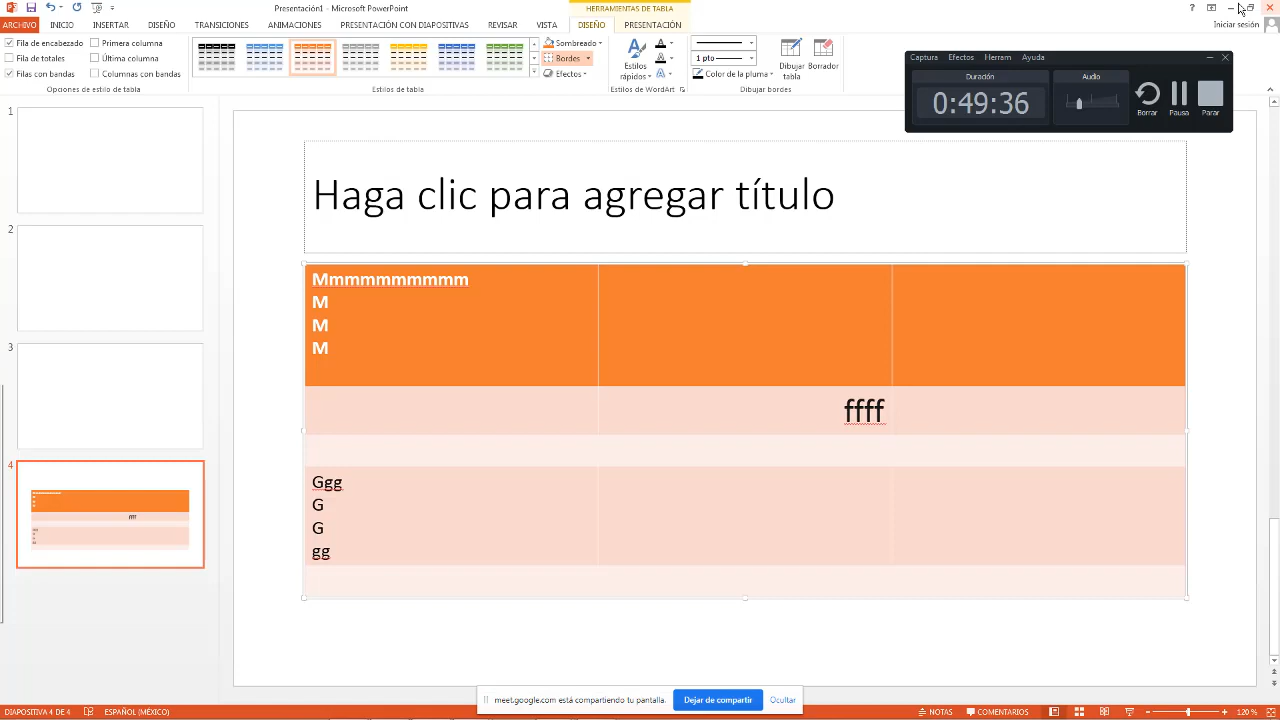 Presentación1 - Microsoft PowerPoint
HERRAMIENTAS DE TABLA
ARCHIVO INICIO INSERTAR DISEÑO TRANSICIONES ANIMACIONES PRESENTACIÓN CON DIAPOSITIVAS REVISAR VISTA DISEÑO PRESENTACIÓN Iniciar sesión
Fila de encabezado Primera columna
Fila de totales Última columna
Filas con bandas Columnas con bandas
Opciones de estilo de tabla
Estilos de tabla
Sombreado
Bordes
Efectos
Estilos rápidos
Estilos de WordArt
1 pto
Color de la pluma
Dibujar tabla
Borrador
Dibujar bordes
Captura Efectos Herram Ayuda
Duración
0:49:36
Audio
Borrar Pausa Parar
1
2
3
4
Haga clic para agregar título
Mmmmmmmmmm
M
M
M
ffff
Ggg
G
G
gg
meet.google.com está compartiendo tu pantalla. Dejar de compartir Ocultar
DIAPOSITIVA 4 DE 4 ESPAÑOL (MÉXICO) NOTAS COMENTARIOS 120 %